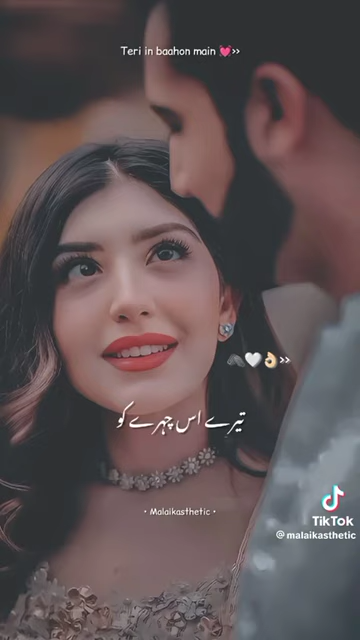 Teri in baahon main 💓››
🪨🤍👌››
تیرے اس چہرے کو
• Malaikasthetic •
TikTok
@malaikasthetic